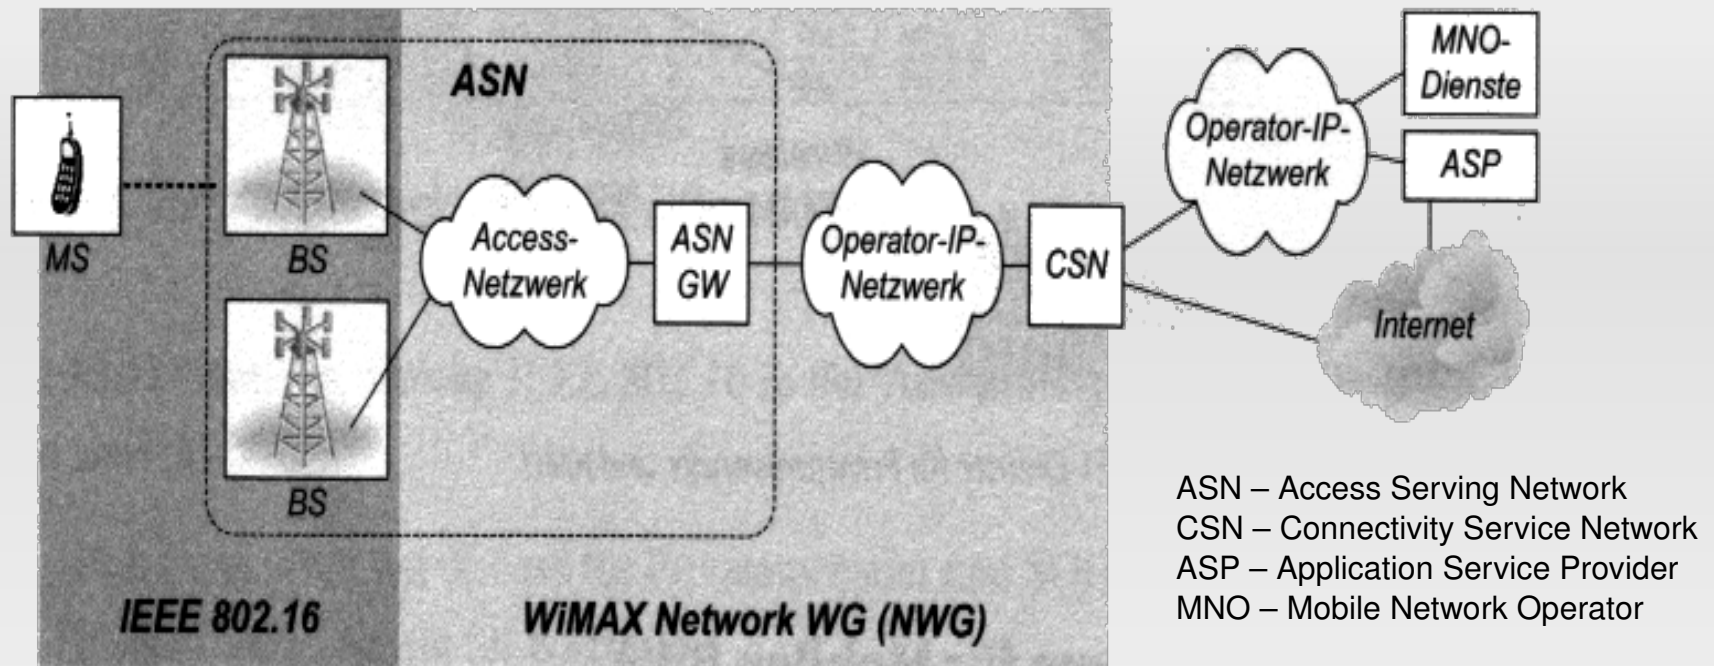 ASN
MS
BS
BS
Access-
Netzwerk
ASN
GW
Operator-IP-
Netzwerk
CSN
Operator-IP-
Netzwerk
MNO-
Dienste
ASP
Internet
IEEE 802.16
WiMAX Network WG (NWG)
ASN – Access Serving Network
CSN – Connectivity Service Network
ASP – Application Service Provider
MNO – Mobile Network Operator